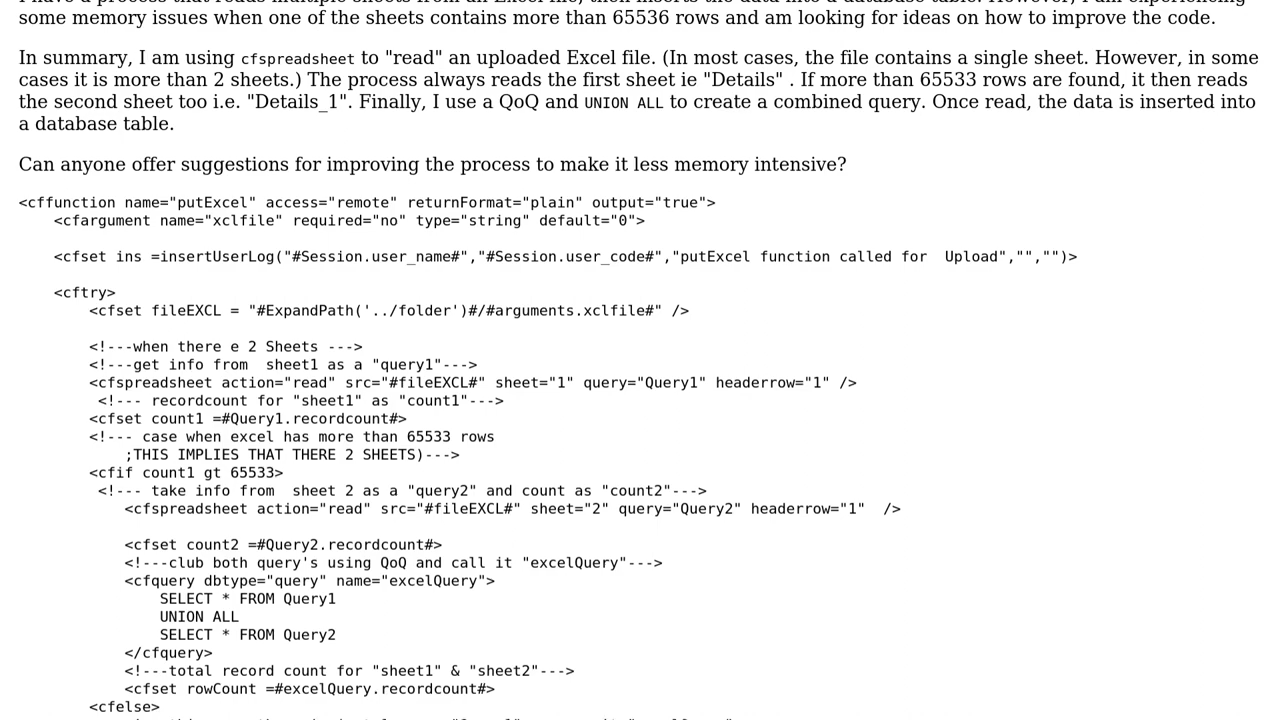 some memory issues when one of the sheets contains more than 65536 rows and am looking for ideas on how to improve the code.
In summary, I am using cfspreadsheet to "read" an uploaded Excel file. (In most cases, the file contains a single sheet. However, in some
cases it is more than 2 sheets.) The process always reads the first sheet ie "Details" . If more than 65533 rows are found, it then reads
the second sheet too i.e. "Details_1". Finally, I use a QoQ and UNION ALL to create a combined query. Once read, the data is inserted into
a database table.
Can anyone offer suggestions for improving the process to make it less memory intensive?
<cffunction name="putExcel" access="remote" returnFormat="plain" output="true">
    <cfargument name="xclfile" required="no" type="string" default="0">
    <cfset ins =insertUserLog("#Session.user_name#","#Session.user_code#","putExcel function called for  Upload","","")>
    <cftry>
        <cfset fileEXCL = "#ExpandPath('../folder')#/#arguments.xclfile#" />
        <!---when there e 2 Sheets --->
        <!---get info from  sheet1 as a "query1"--->
        <cfspreadsheet action="read" src="#fileEXCL#" sheet="1" query="Query1" headerrow="1" />
         <!--- recordcount for "sheet1" as "count1"--->
        <cfset count1 =#Query1.recordcount#>
        <!--- case when excel has more than 65533 rows
            ;THIS IMPLIES THAT THERE 2 SHEETS)--->
        <cfif count1 gt 65533>
         <!--- take info from  sheet 2 as a "query2" and count as "count2"--->
            <cfspreadsheet action="read" src="#fileEXCL#" sheet="2" query="Query2" headerrow="1"  />
            <cfset count2 =#Query2.recordcount#>
            <!---club both query's using QoQ and call it "excelQuery"--->
            <cfquery dbtype="query" name="excelQuery">
                SELECT * FROM Query1
                UNION ALL
                SELECT * FROM Query2
            </cfquery>
            <!---total record count for "sheet1" & "sheet2"--->
            <cfset rowCount =#excelQuery.recordcount#>
        <cfelse>